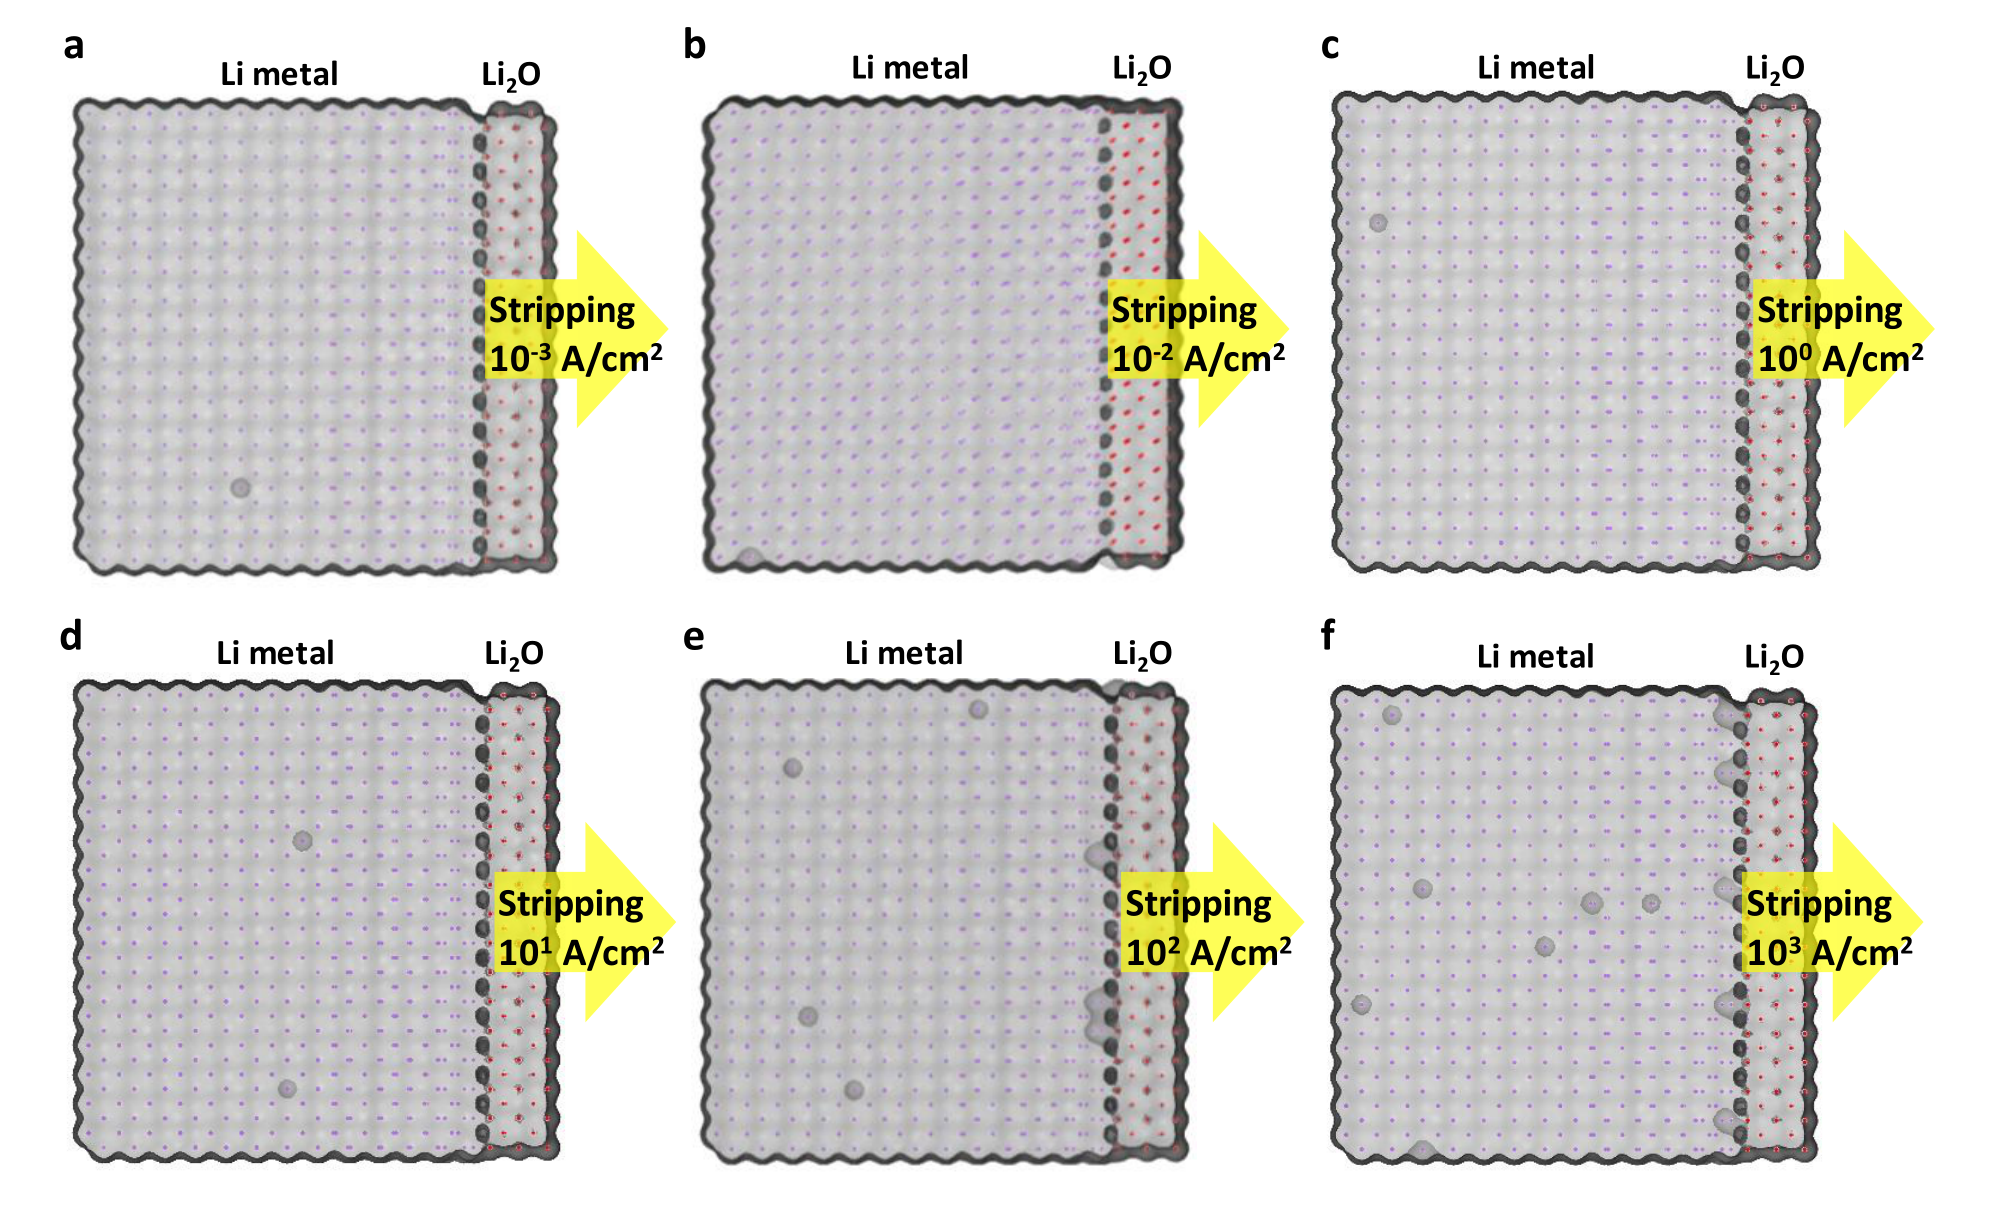 a
Li metal
Li₂O
Stripping
10⁻³ A/cm²
b
Li metal
Li₂O
Stripping
10⁻² A/cm²
c
Li metal
Li₂O
Stripping
10⁰ A/cm²
d
Li metal
Li₂O
Stripping
10¹ A/cm²
e
Li metal
Li₂O
Stripping
10² A/cm²
f
Li metal
Li₂O
Stripping
10³ A/cm²